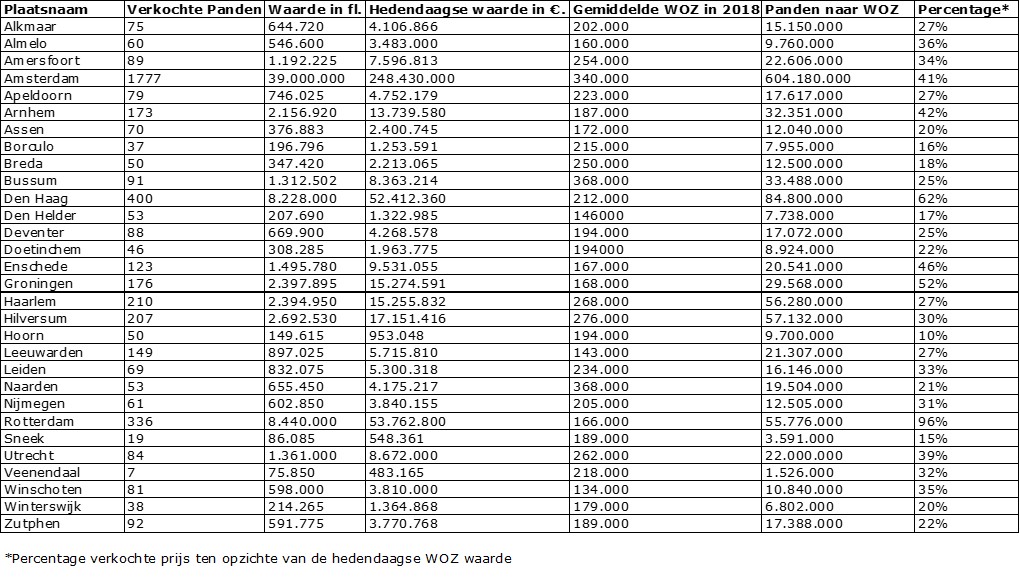 Plaatsnaam Verkochte Panden Waarde in fl. Hedendaagse waarde in €. Gemiddelde WOZ in 2018 Panden naar WOZ Percentage*
Alkmaar 75 644.720 4.106.866 202.000 15.150.000 27%
Almelo 60 546.600 3.483.000 160.000 9.760.000 36%
Amersfoort 89 1.192.225 7.596.813 254.000 22.606.000 34%
Amsterdam 1777 39.000.000 248.430.000 340.000 604.180.000 41%
Apeldoorn 79 746.025 4.752.179 223.000 17.617.000 27%
Arnhem 173 2.156.920 13.739.580 187.000 32.351.000 42%
Assen 70 376.883 2.400.745 172.000 12.040.000 20%
Borculo 37 196.796 1.253.591 215.000 7.955.000 16%
Breda 50 347.420 2.213.065 250.000 12.500.000 18%
Bussum 91 1.312.502 8.363.214 368.000 33.488.000 25%
Den Haag 400 8.228.000 52.412.360 212.000 84.800.000 62%
Den Helder 53 207.690 1.322.985 146000 7.738.000 17%
Deventer 88 669.900 4.268.578 194.000 17.072.000 25%
Doetinchem 46 308.285 1.963.775 194000 8.924.000 22%
Enschede 123 1.495.780 9.531.055 167.000 20.541.000 46%
Groningen 176 2.397.895 15.274.591 168.000 29.568.000 52%
Haarlem 210 2.394.950 15.255.832 268.000 56.280.000 27%
Hilversum 207 2.692.530 17.151.416 276.000 57.132.000 30%
Hoorn 50 149.615 953.048 194.000 9.700.000 10%
Leeuwarden 149 897.025 5.715.810 143.000 21.307.000 27%
Leiden 69 832.075 5.300.318 234.000 16.146.000 33%
Naarden 53 655.450 4.175.217 368.000 19.504.000 21%
Nijmegen 61 602.850 3.840.155 205.000 12.505.000 31%
Rotterdam 336 8.440.000 53.762.800 166.000 55.776.000 96%
Sneek 19 86.085 548.361 189.000 3.591.000 15%
Utrecht 84 1.361.000 8.672.000 262.000 22.000.000 39%
Veenendaal 7 75.850 483.165 218.000 1.526.000 32%
Winschoten 81 598.000 3.810.000 134.000 10.840.000 35%
Winterswijk 38 214.265 1.364.868 179.000 6.802.000 20%
Zutphen 92 591.775 3.770.768 189.000 17.388.000 22%
*Percentage verkochte prijs ten opzichte van de hedendaagse WOZ waarde